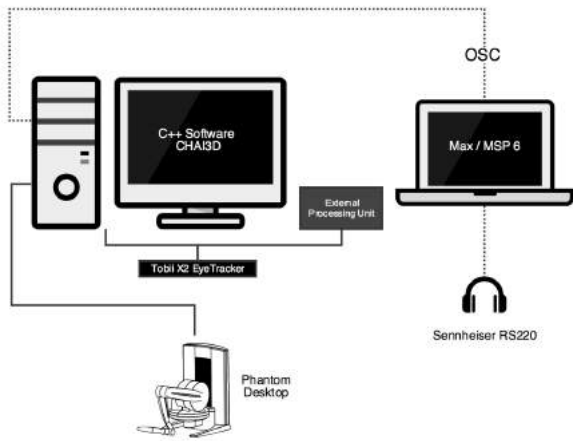 OSC
C++ Software
CHAI3D
Max / MSP 6
External
Processing Unit
Tobii X2 EyeTracker
Sennheiser RS220
Phantom
Desktop